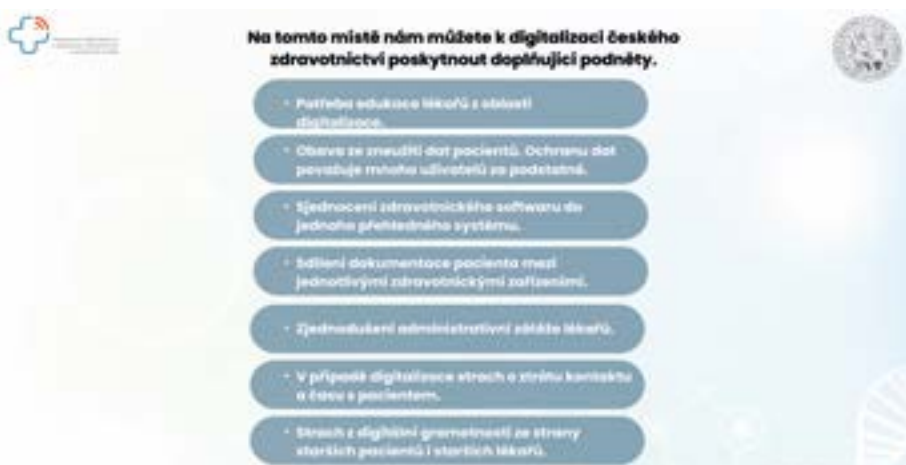 Na tomto místě nám můžete k digitalizaci českého
zdravotnictví poskytnout doplňující podněty.
• Potřeba edukace lékařů z oblasti
digitalizace.
• Obava ze zneužití dat pacientů. Ochranu dat
považuje mnoho uživatelů za podstatné.
• Sjednocení zdravotnického softwaru do
jednoho přehledného systému.
• Sdílení dokumentace pacienta mezi
jednotlivými zdravotnickými zařízeními.
• Zjednodušení administrativní zátěže lékařů.
• V případě digitalizace strach o ztrátu kontaktu
a času s pacientem.
• Strach z digitální gramotnosti ze strany
starších pacientů i starších lékařů.